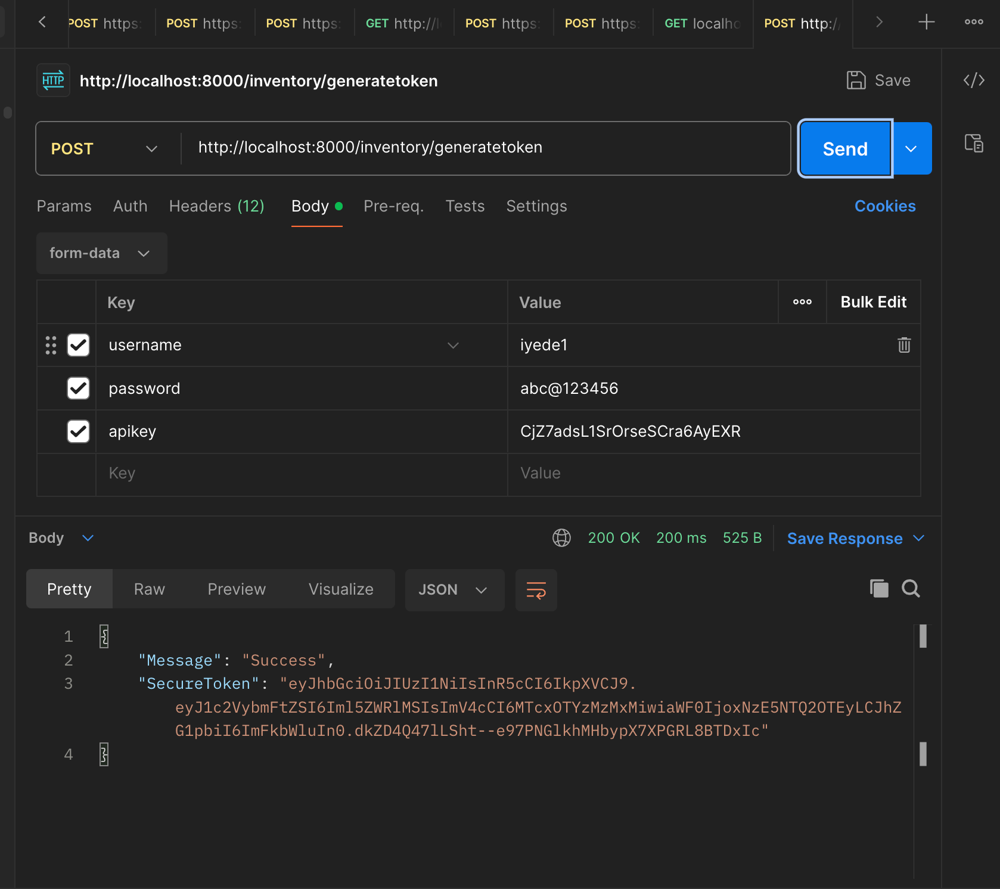 POST https: POST https: POST https: GET http://l POST https: POST https: GET localho POST http://
HTTP http://localhost:8000/inventory/generatetoken Save
POST http://localhost:8000/inventory/generatetoken Send
Params Auth Headers (12) Body Pre-req. Tests Settings Cookies
form-data
Key Value Bulk Edit
username iyede1
password abc@123456
apikey CjZ7adsL1SrOrseSCra6AyEXR
Key Value
Body 200 OK 200 ms 525 B Save Response
Pretty Raw Preview Visualize JSON
1 {
2 "Message": "Success",
3 "SecureToken": "eyJhbGciOiJIUzI1NiIsInR5cCI6IkpXVCJ9.
eyJ1c2VybmFtZSI6Iml5ZWRlMSIsImV4cCI6MTcxOTYzMzMxMiwiaWF0IjoxNzE5NTQ2OTEyLCJhZ
G1pbiI6ImFkbWluIn0.dkZD4Q47lLSht--e97PNGlkhMHbypX7XPGRL8BTDxIc"
4 }